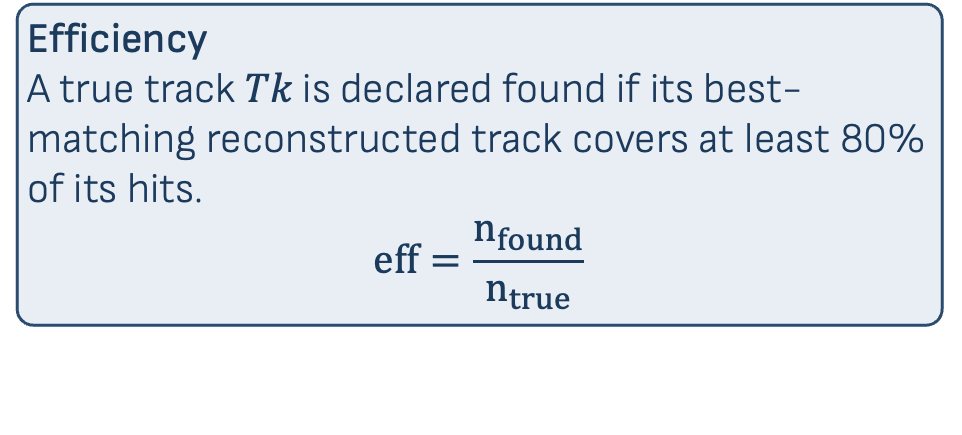 Efficiency
A true track Tk is declared found if its best-
matching reconstructed track covers at least 80%
of its hits.
eff = n_found / n_true